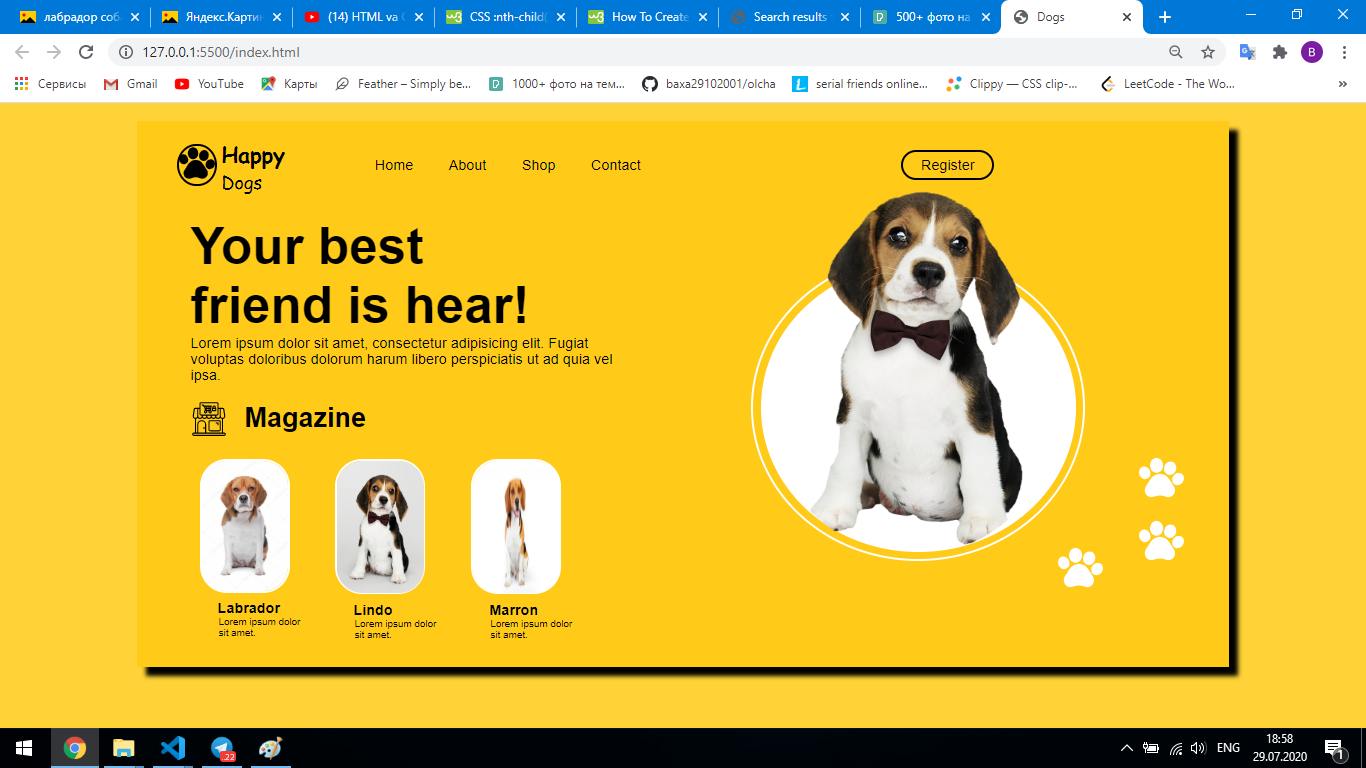 лабрадор соба
Яндекс.Картин
(14) HTML va C
CSS :nth-child(
How To Create
Search results
500+ фото на
Dogs
127.0.0.1:5500/index.html
Сервисы
Gmail
YouTube
Карты
Feather – Simply be...
1000+ фото на тем...
baxa29102001/olcha
serial friends online...
Clippy — CSS clip-...
LeetCode - The Wo...
Happy
Dogs
Home
About
Shop
Contact
Register
Your best
friend is hear!
Lorem ipsum dolor sit amet, consectetur adipisicing elit. Fugiat
voluptas doloribus dolorum harum libero perspiciatis ut ad quia vel
ipsa.
Magazine
Labrador
Lorem ipsum dolor
sit amet.
Lindo
Lorem ipsum dolor
sit amet.
Marron
Lorem ipsum dolor
sit amet.
22
ENG
18:58
29.07.2020
1